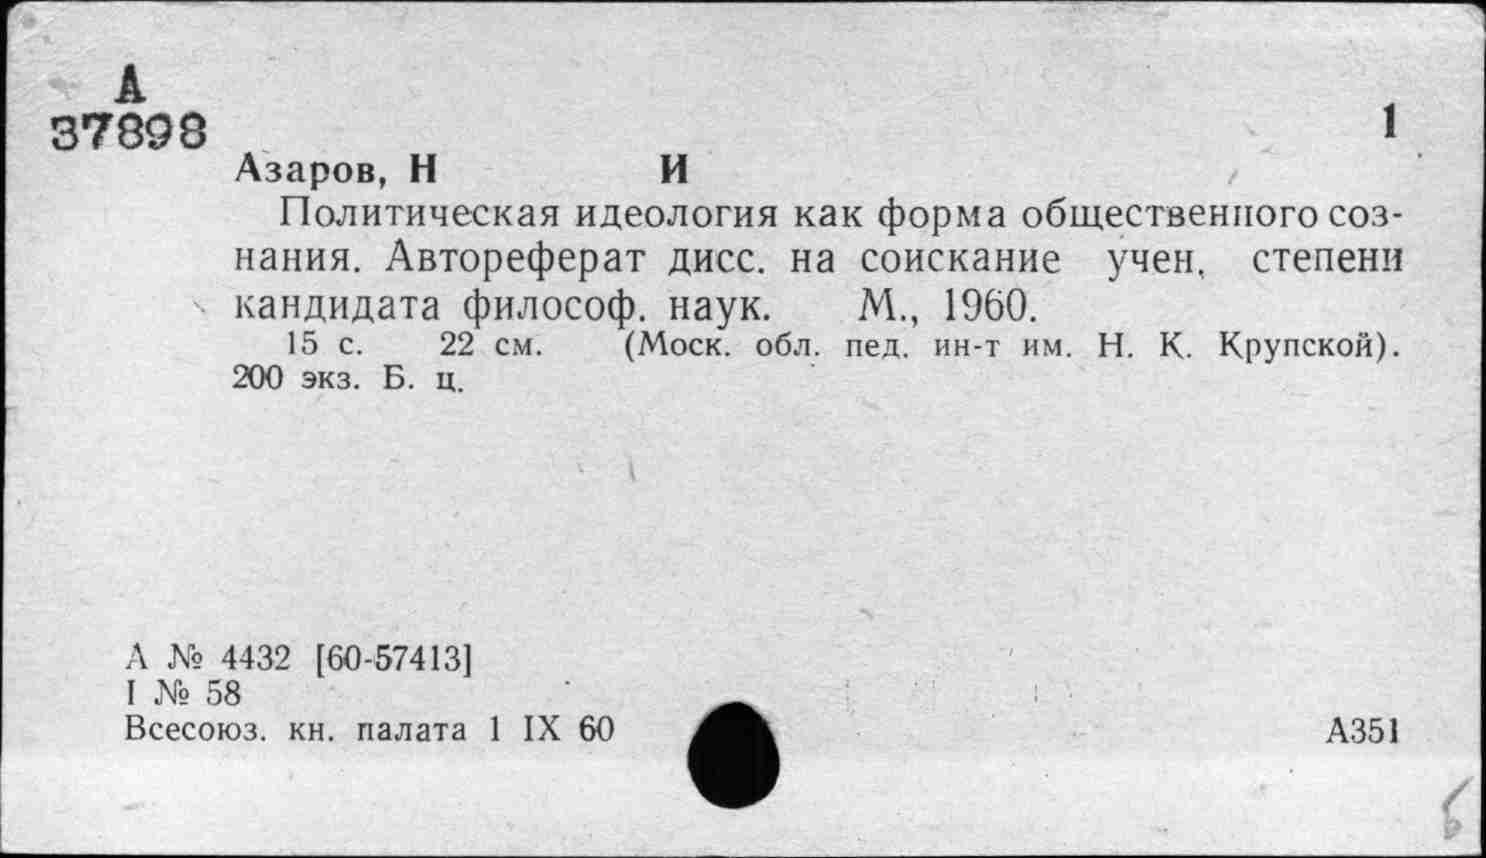 А
37898
1
Азаров, Н И
Политическая идеология как форма общественного соз-
нания. Автореферат дисс. на соискание учен. степени
кандидата философ. наук. М., 1960.
15 с. 22 см. (Моск. обл. пед. ин-т им. Н. К. Крупской).
200 экз. Б. ц.
А № 4432 [60-57413]
I № 58
Всесоюз. кн. палата 1 IX 60
А351